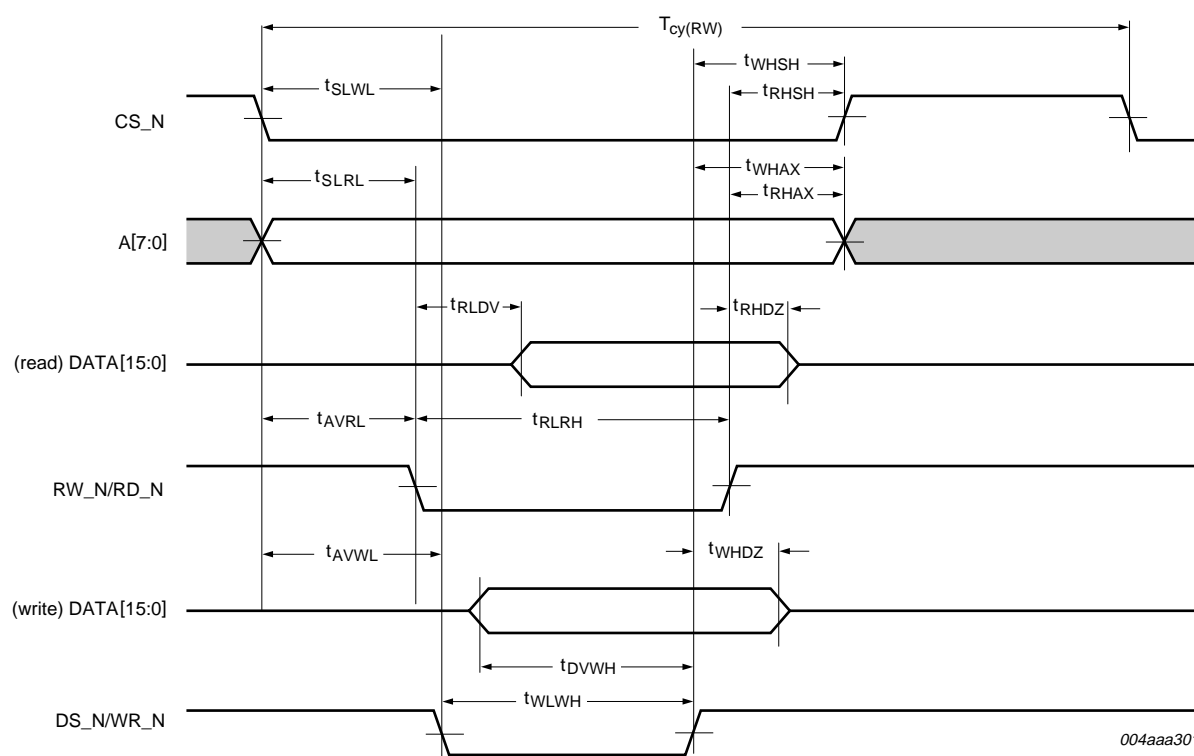 Tcy(RW)
tWHSH
tSLWL
tRHSH
CS_N
tWHAX
tSLRL
tRHAX
A[7:0]
tRLDV
tRHDZ
(read) DATA[15:0]
tAVRL
tRLRH
RW_N/RD_N
tAVWL
tWHDZ
(write) DATA[15:0]
tDVWH
tWLWH
DS_N/WR_N
004aaa301